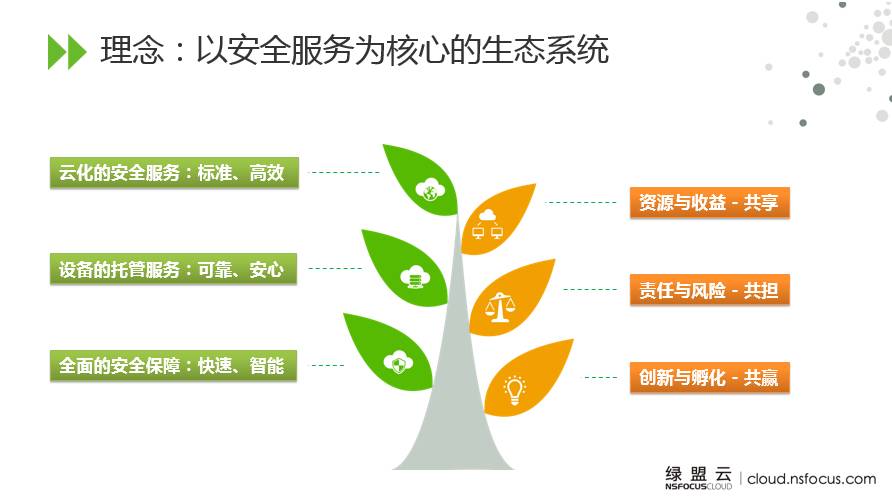 理念：以安全服务为核心的生态系统
云化的安全服务：标准、高效
资源与收益－共享
设备的托管服务：可靠、安心
责任与风险－共担
全面的安全保障：快速、智能
创新与孵化－共赢
绿盟云
NSFOCUSCLOUD
cloud.nsfocus.com